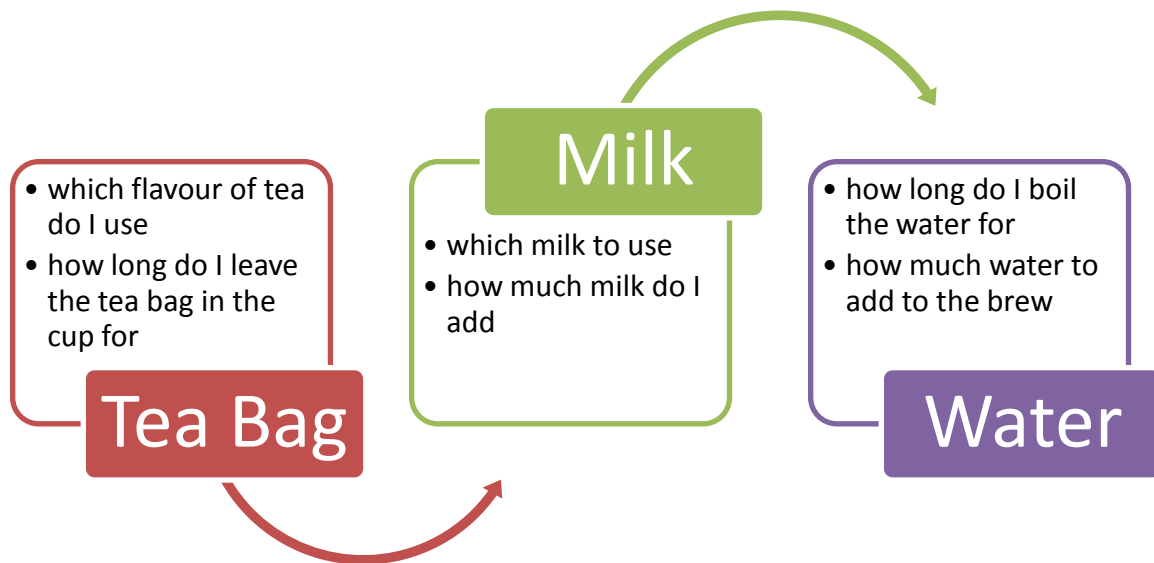 • which flavour of tea
do I use
• how long do I leave
the tea bag in the
cup for
Tea Bag
Milk
• which milk to use
• how much milk do I
add
• how long do I boil
the water for
• how much water to
add to the brew
Water